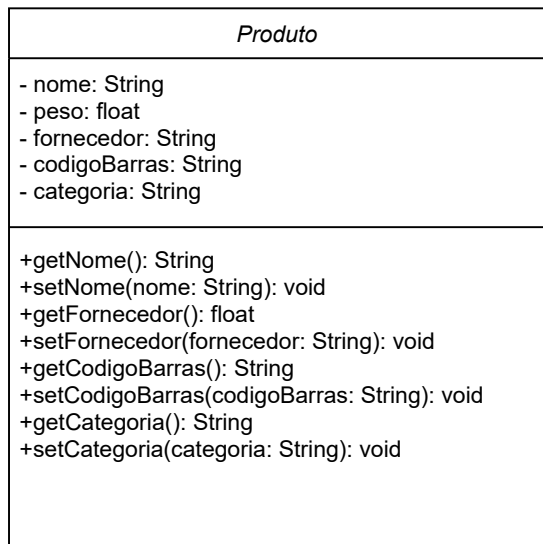 Produto
- nome: String
- peso: float
- fornecedor: String
- codigoBarras: String
- categoria: String
+getNome(): String
+setNome(nome: String): void
+getFornecedor(): float
+setFornecedor(fornecedor: String): void
+getCodigoBarras(): String
+setCodigoBarras(codigoBarras: String): void
+getCategoria(): String
+setCategoria(categoria: String): void